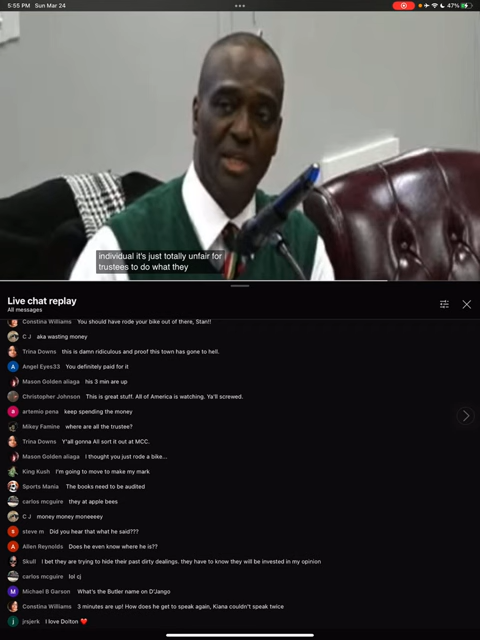 5:55 PM Sun Mar 24
47%
individual it's just totally unfair for
trustees to do what they
Live chat replay
All messages
Constina Williams You should have rode your bike out of there, Stan!!
C J aka wasting money
Trina Downs this is damn ridiculous and proof this town has gone to hell.
A Angel Eyes33 You definitely paid for it
Mason Golden aliaga his 3 min are up
Christopher Johnson This is great stuff. All of America is watching. Ya'll screwed.
a artemio pena keep spending the money
Mikey Famine where are all the trustee?
Trina Downs Y'all gonna All sort it out at MCC.
Mason Golden aliaga I thought you just rode a bike...
King Kush I'm going to move to make my mark
Sports Mania The books need to be audited
carlos mcguire they at apple bees
C J money money moneeeey
s steve m Did you hear that what he said???
A Allen Reynolds Does he even know where he is??
Skull I bet they are trying to hide their past dirty dealings. they have to know they will be invested in my opinion
carlos mcguire lol cj
M Michael B Garson What's the Butler name on D'Jango
Constina Williams 3 minutes are up! How does he get to speak again, Kiana couldn't speak twice
j jrsjerk I love Dolton ❤️